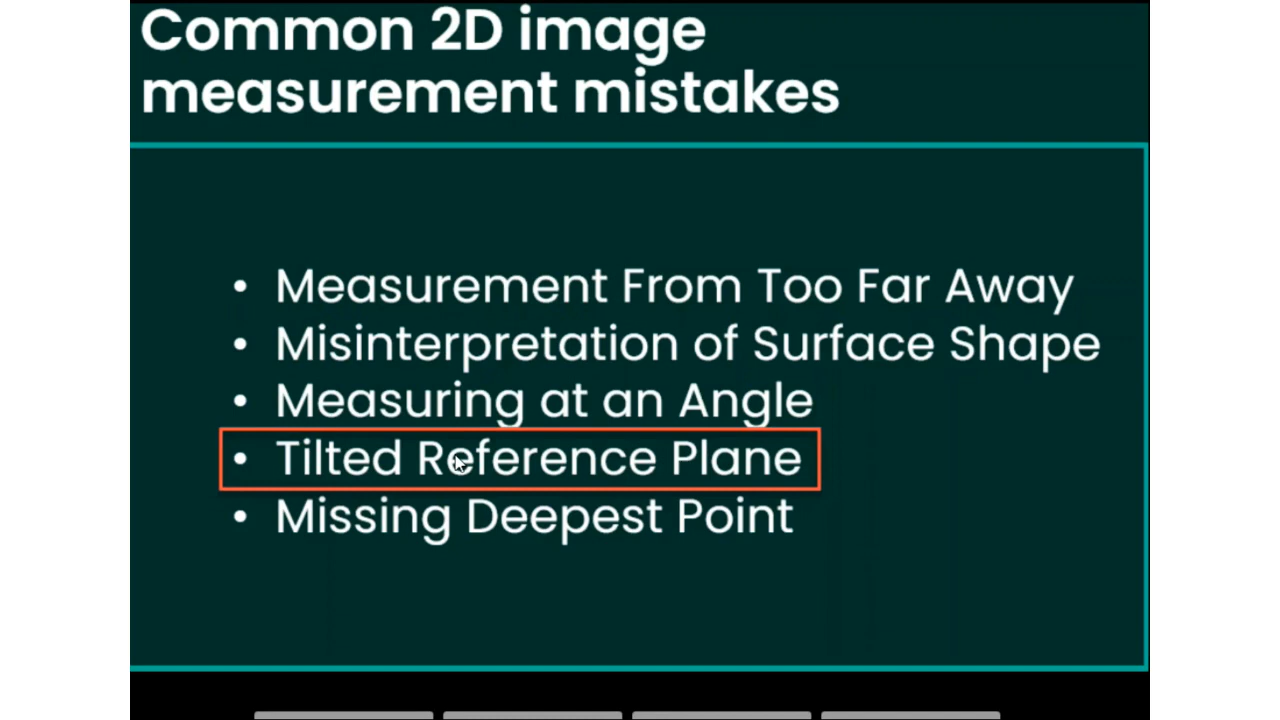 Common 2D image
measurement mistakes
• Measurement From Too Far Away
• Misinterpretation of Surface Shape
• Measuring at an Angle
• Tilted Reference Plane
• Missing Deepest Point